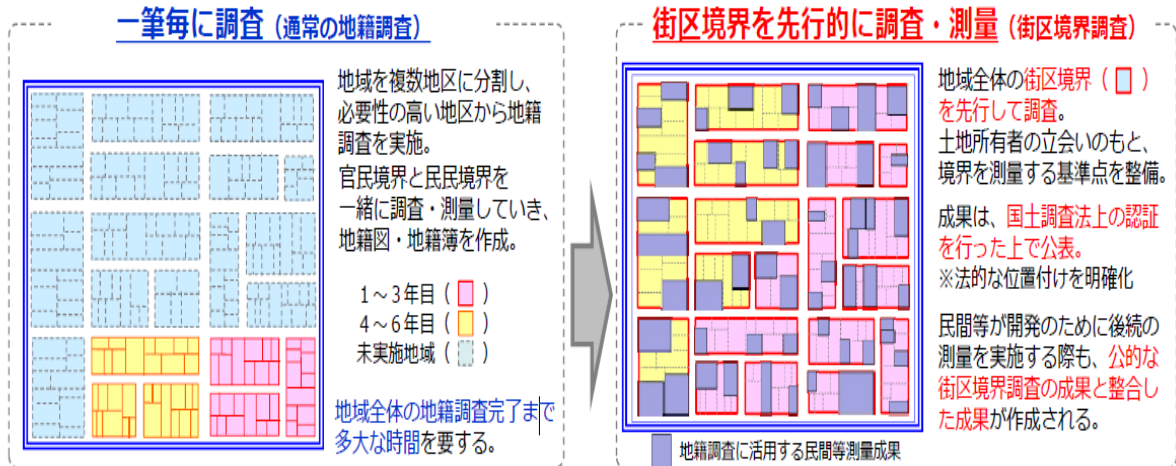 一筆毎に調査（通常の地籍調査）
地域を複数地区に分割し、
必要性の高い地区から地籍
調査を実施。
官民境界と民民境界を
一緒に調査・測量していき、
地籍図・地籍簿を作成。
1～3年目（　）
4～6年目（　）
未実施地域（　）
地域全体の地籍調査完了まで
多大な時間を要する。
街区境界を先行的に調査・測量（街区境界調査）
地域全体の街区境界（　）
を先行して調査。
土地所有者の立会いのもと、
境界を測量する基準点を整備。
成果は、国土調査法上の認証
を行った上で公表。
※法的な位置付けを明確化
民間等が開発のために後続の
測量を実施する際も、公的な
街区境界調査の成果と整合し
た成果が作成される。
地籍調査に活用する民間等測量成果